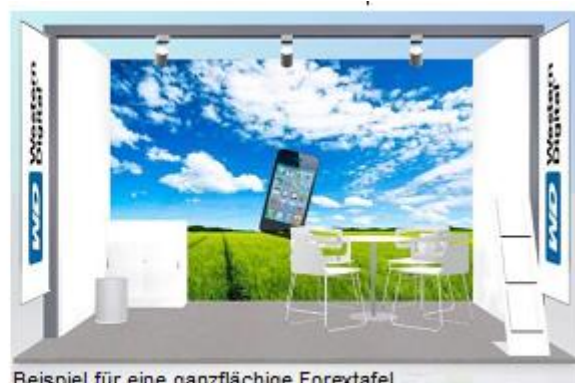 Western
Digital
WD
Western
Digital
WD
Beispiel für eine ganzflächige Forextafel